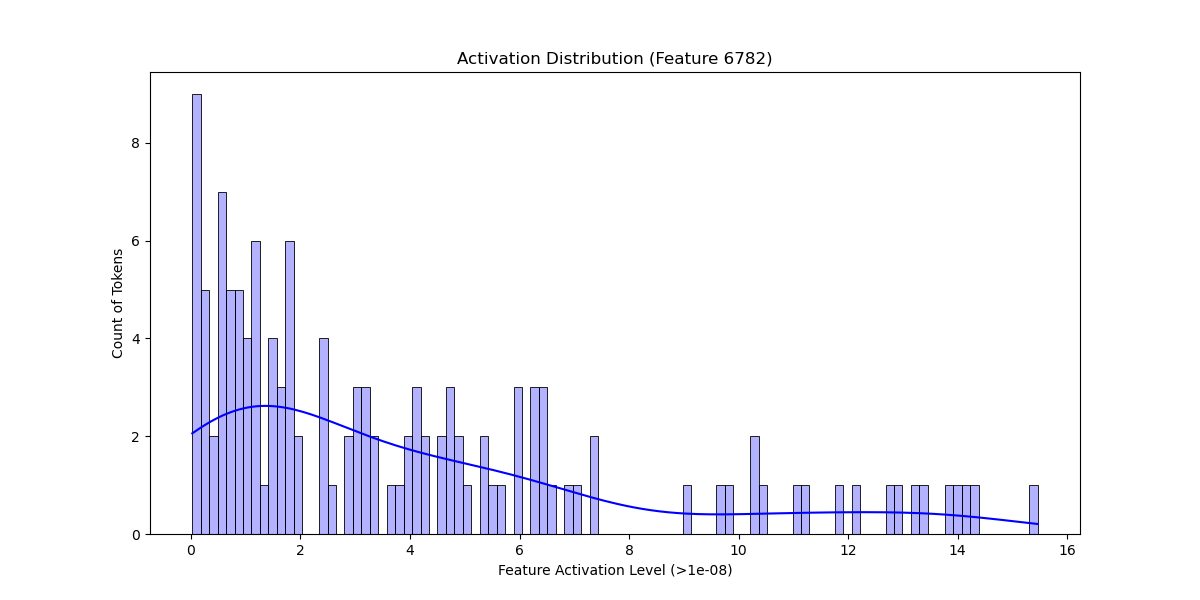 Activation Distribution (Feature 6782)
Count of Tokens
8
6
4
2
0
0 2 4 6 8 10 12 14 16
Feature Activation Level (>1e-08)